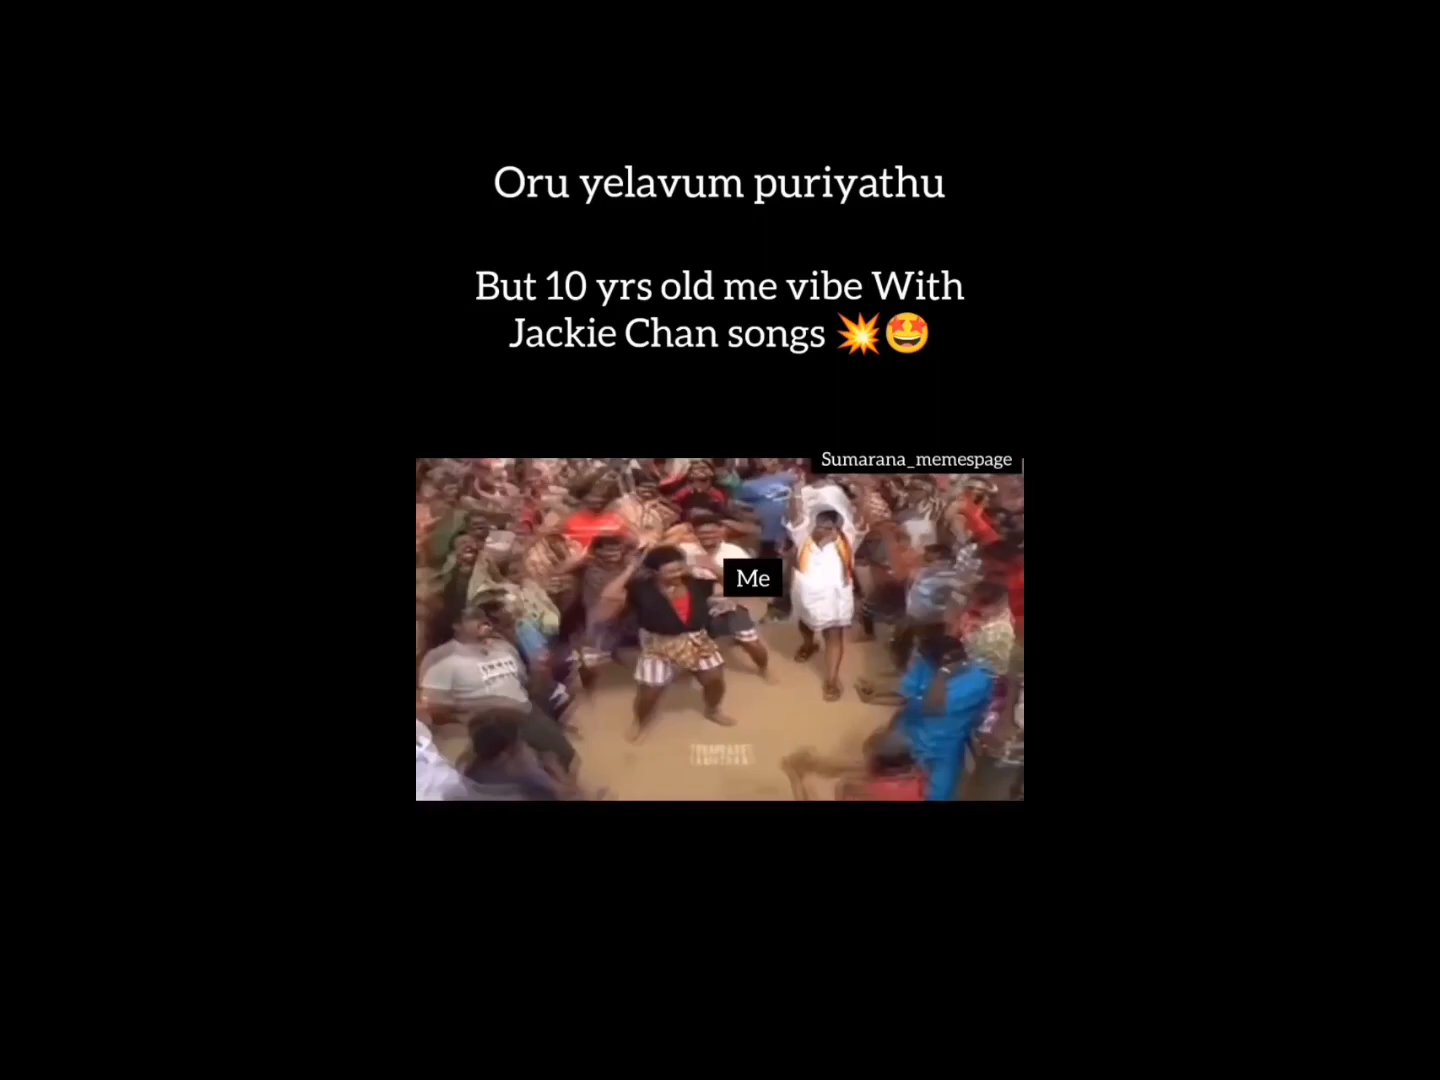 Oru yelavum puriyathu
But 10 yrs old me vibe With
Jackie Chan songs 💥🤩
Sumarana_memespage
Me